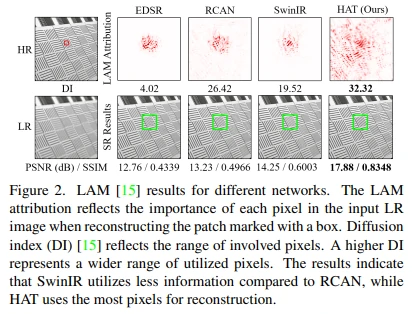 EDSR RCAN SwinIR HAT (Ours)
HR
LAM Attribution
DI 4.02 26.42 19.52 32.32
LR
SR Results
PSNR (dB) / SSIM 12.76 / 0.4339 13.23 / 0.4966 14.25 / 0.6003 17.88 / 0.8348
Figure 2. LAM [15] results for different networks. The LAM
attribution reflects the importance of each pixel in the input LR
image when reconstructing the patch marked with a box. Diffusion
index (DI) [15] reflects the range of involved pixels. A higher DI
represents a wider range of utilized pixels. The results indicate
that SwinIR utilizes less information compared to RCAN, while
HAT uses the most pixels for reconstruction.